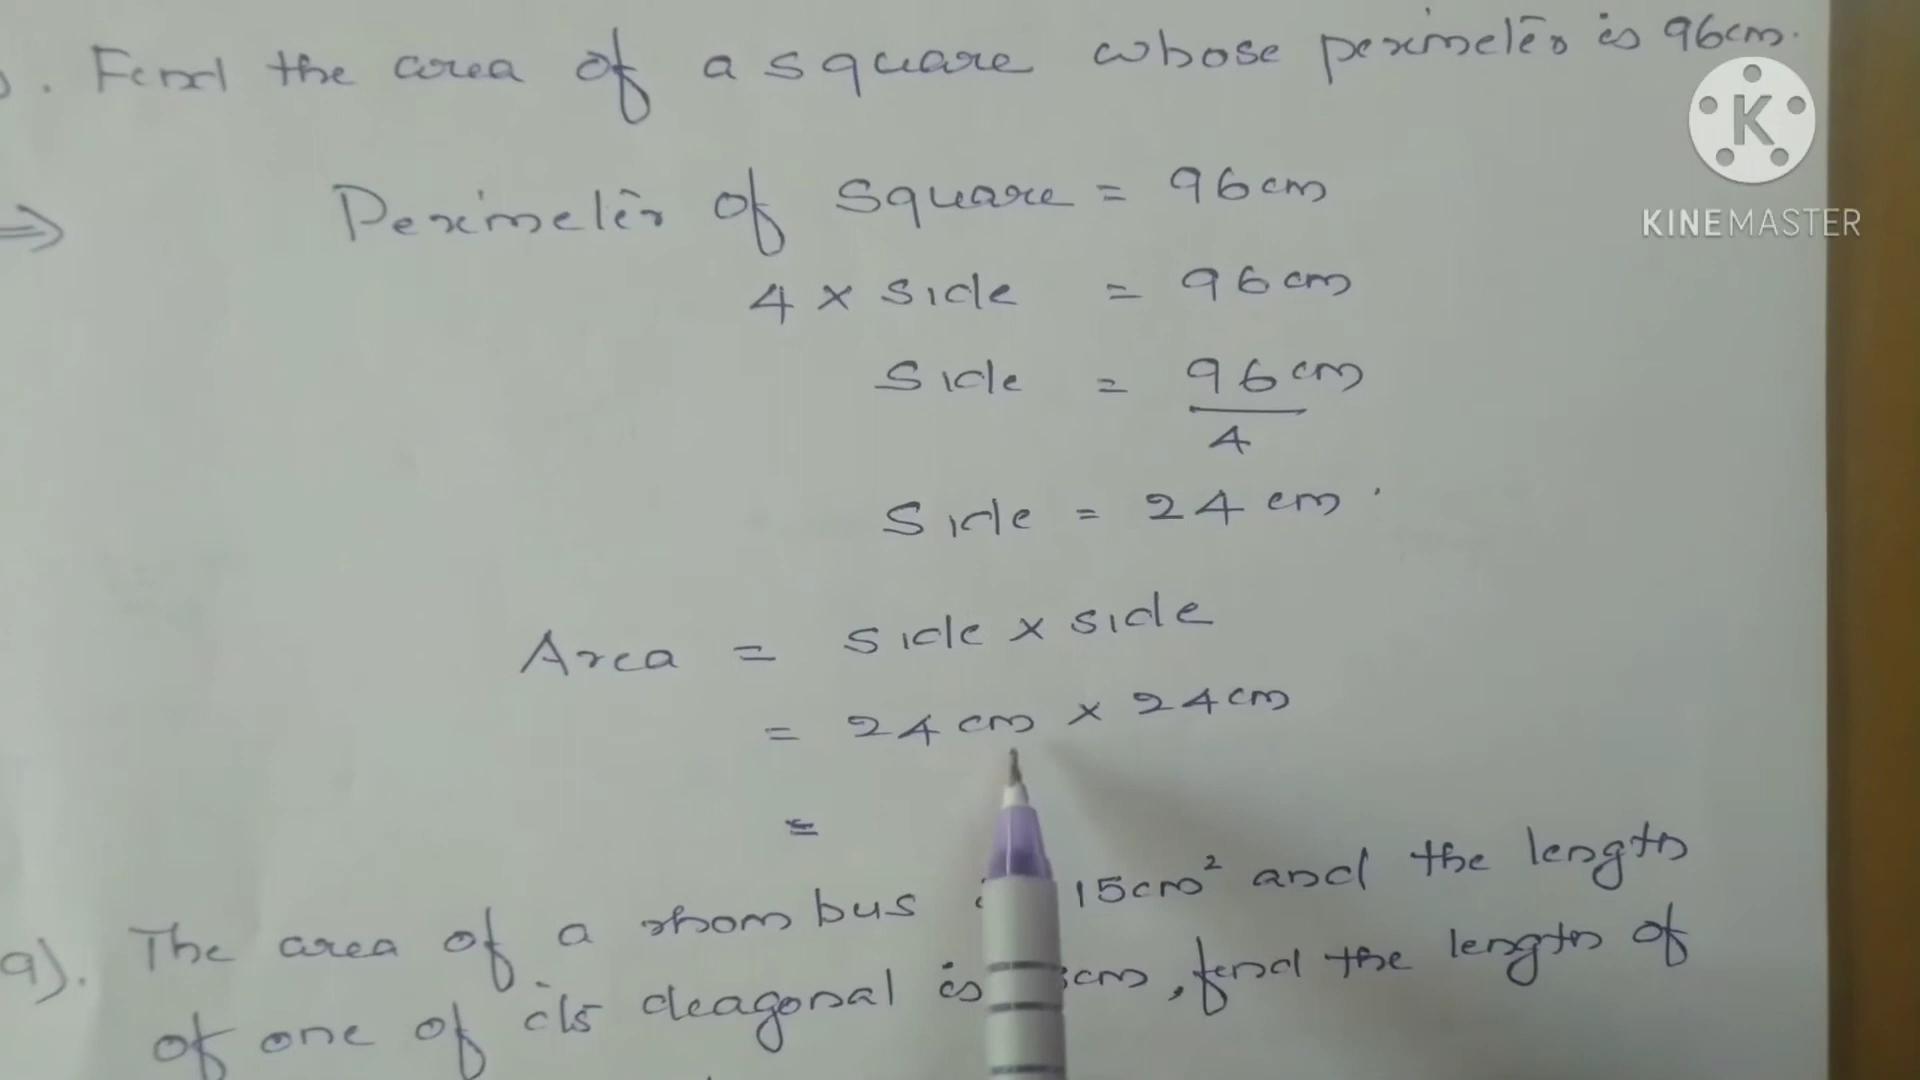 . Find the area of a square whose perimeter is 96cm.
K
KINEMASTER
⇒ Perimeter of Square = 96cm
4 × side = 96cm
Side = 96cm
4
Side = 24 cm.
Area = side × side
= 24cm × 24cm
=
9). The area of a rhombus 15cm² and the length
of one of its diagonal is cm, find the length of